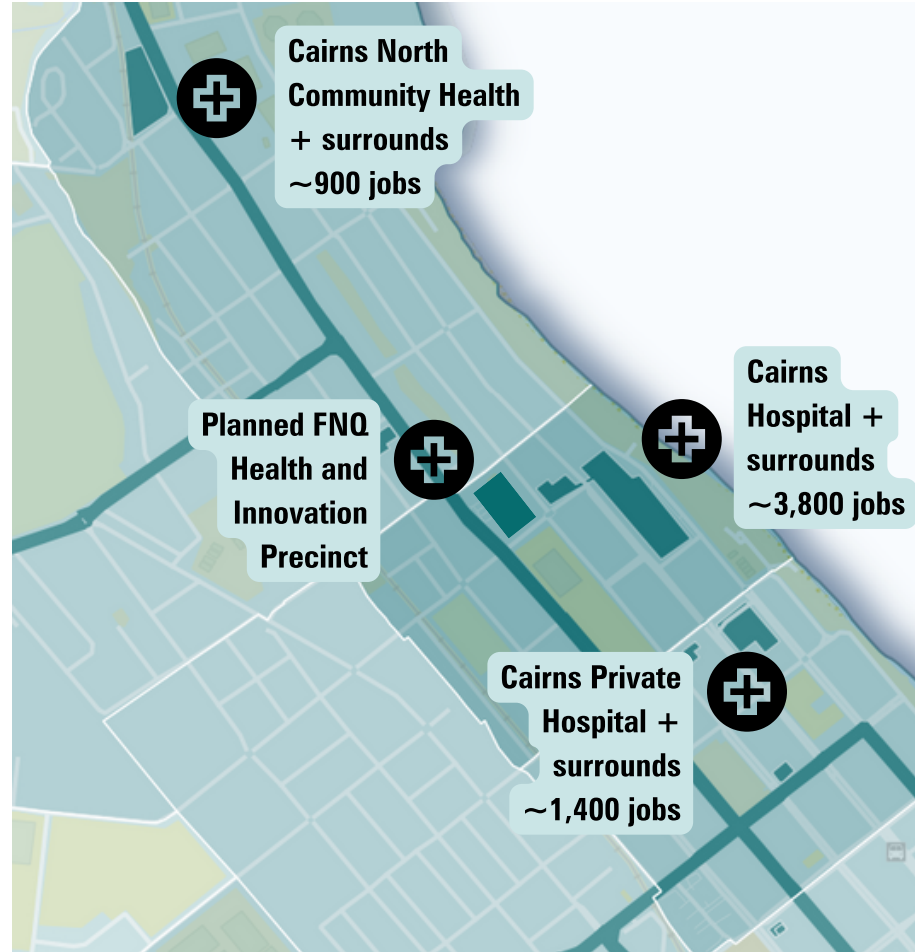 Cairns North
Community Health
+ surrounds
~900 jobs
Planned FNQ
Health and
Innovation
Precinct
Cairns
Hospital +
surrounds
~3,800 jobs
Cairns Private
Hospital +
surrounds
~1,400 jobs